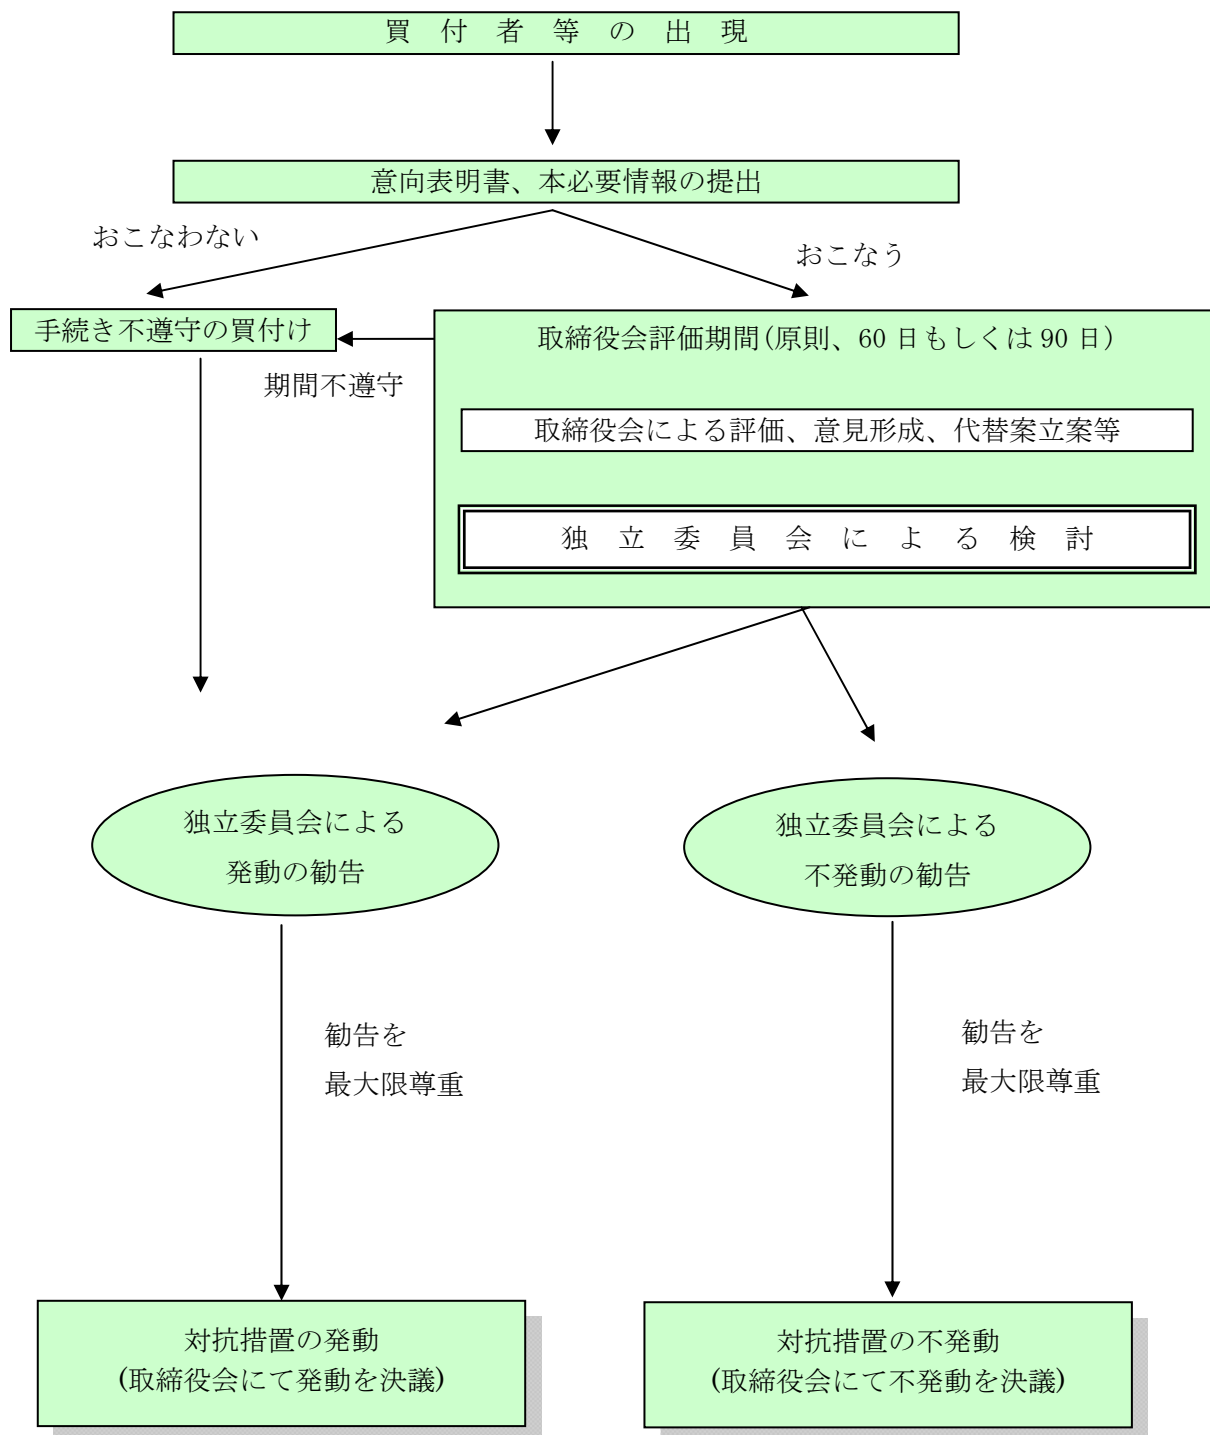 買付者等の出現
意向表明書、本必要情報の提出
おこなわない
おこなう
手続き不遵守の買付け
取締役会評価期間(原則、60日もしくは90日)
期間不遵守
取締役会による評価、意見形成、代替案立案等
独立委員会による検討
独立委員会による
発動の勧告
独立委員会による
不発動の勧告
勧告を
最大限尊重
勧告を
最大限尊重
対抗措置の発動
(取締役会にて発動を決議)
対抗措置の不発動
(取締役会にて不発動を決議)